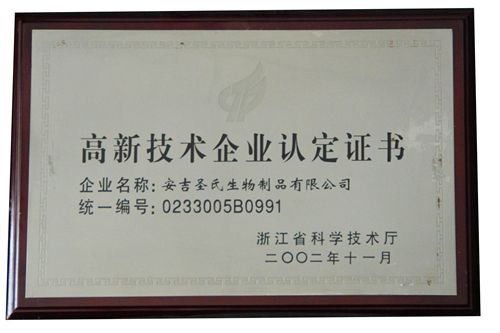 高新技术企业认定证书
企业名称：安吉圣氏生物制品有限公司
统一编号：0233005B0991
浙江省科学技术厅
二〇〇二年十一月